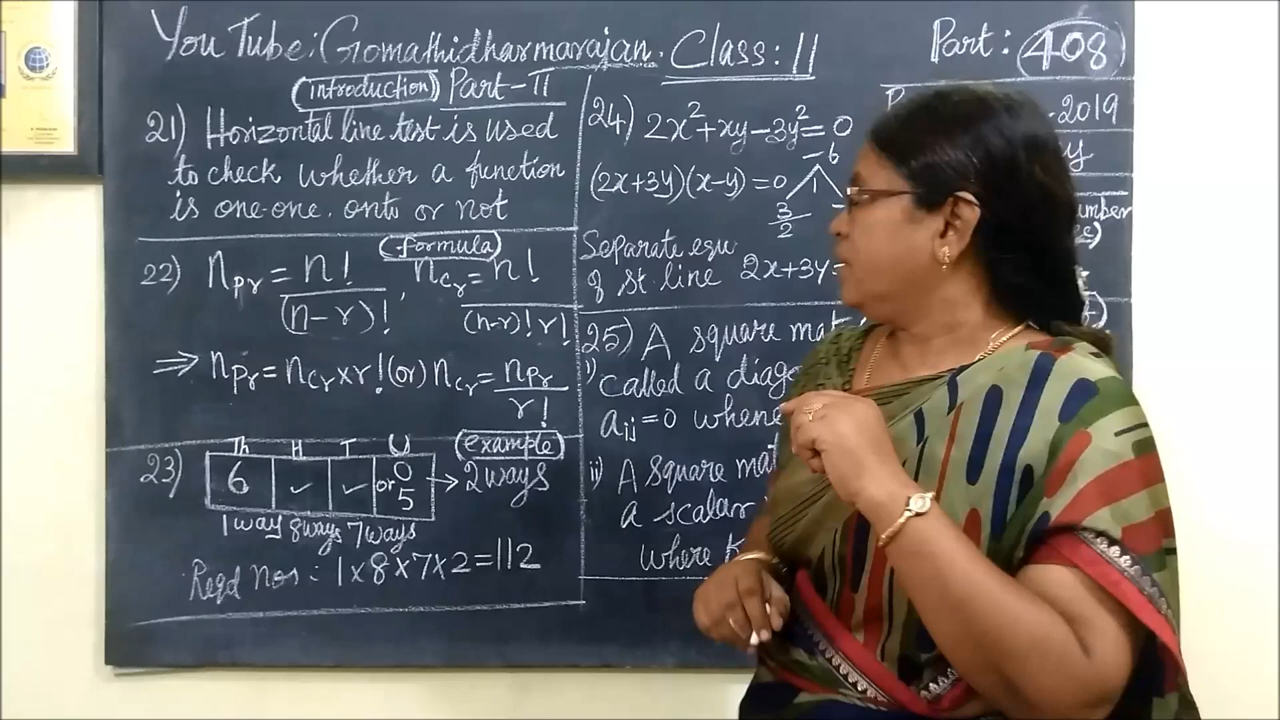 YouTube: Gomathidharmarajan. Class: 11
Part: 408
(introduction) Part-II
21) Horizontal line test is used
to check whether a function
is one-one. onto or not
(formula)
22) nPr = n! / (n-r)! , nCr = n! / (n-r)! r!
⇒ nPr = nCr x r! (or) nCr = nPr / r!
(example)
23) Th H T U
6 ✓ ✓ or 0 5 → 2 ways
1 way 8 ways 7 ways
Reqd Nos: 1 x 8 x 7 x 2 = 112
24) 2x² + xy - 3y² = 0
-6
(2x+3y)(x-y) = 0
1
3/2
Separate equ
of st. line 2x+3y=
25) A square mat
i) called a diago
aij = 0 whene
ii) A square mat
a scalar
where k
2019
y
umber